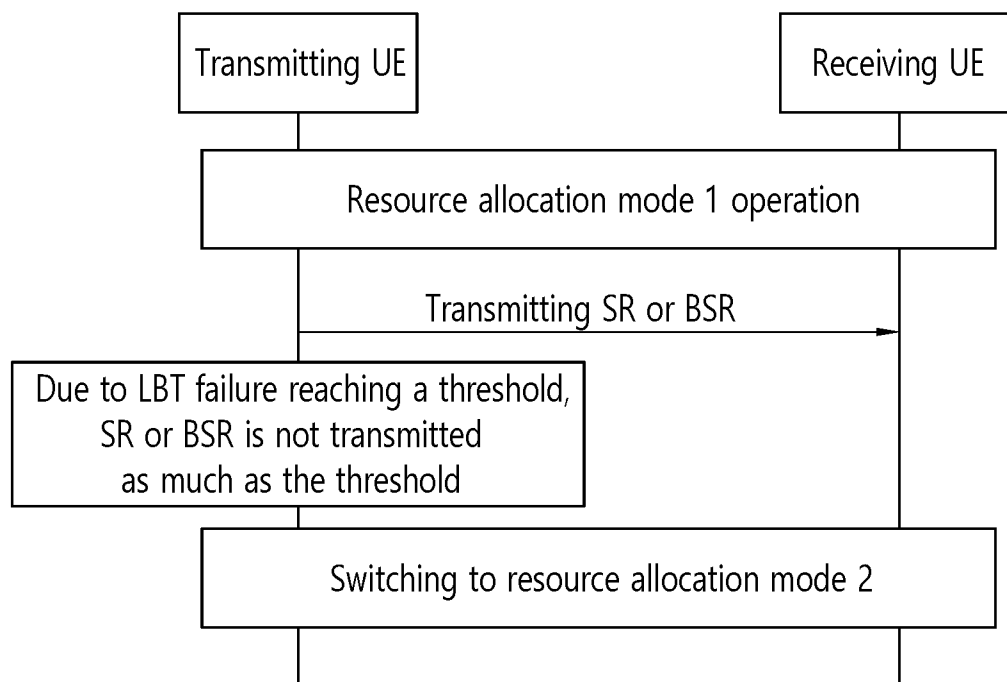 Transmitting UE
Receiving UE
Resource allocation mode 1 operation
Transmitting SR or BSR
Due to LBT failure reaching a threshold,
SR or BSR is not transmitted
as much as the threshold
Switching to resource allocation mode 2